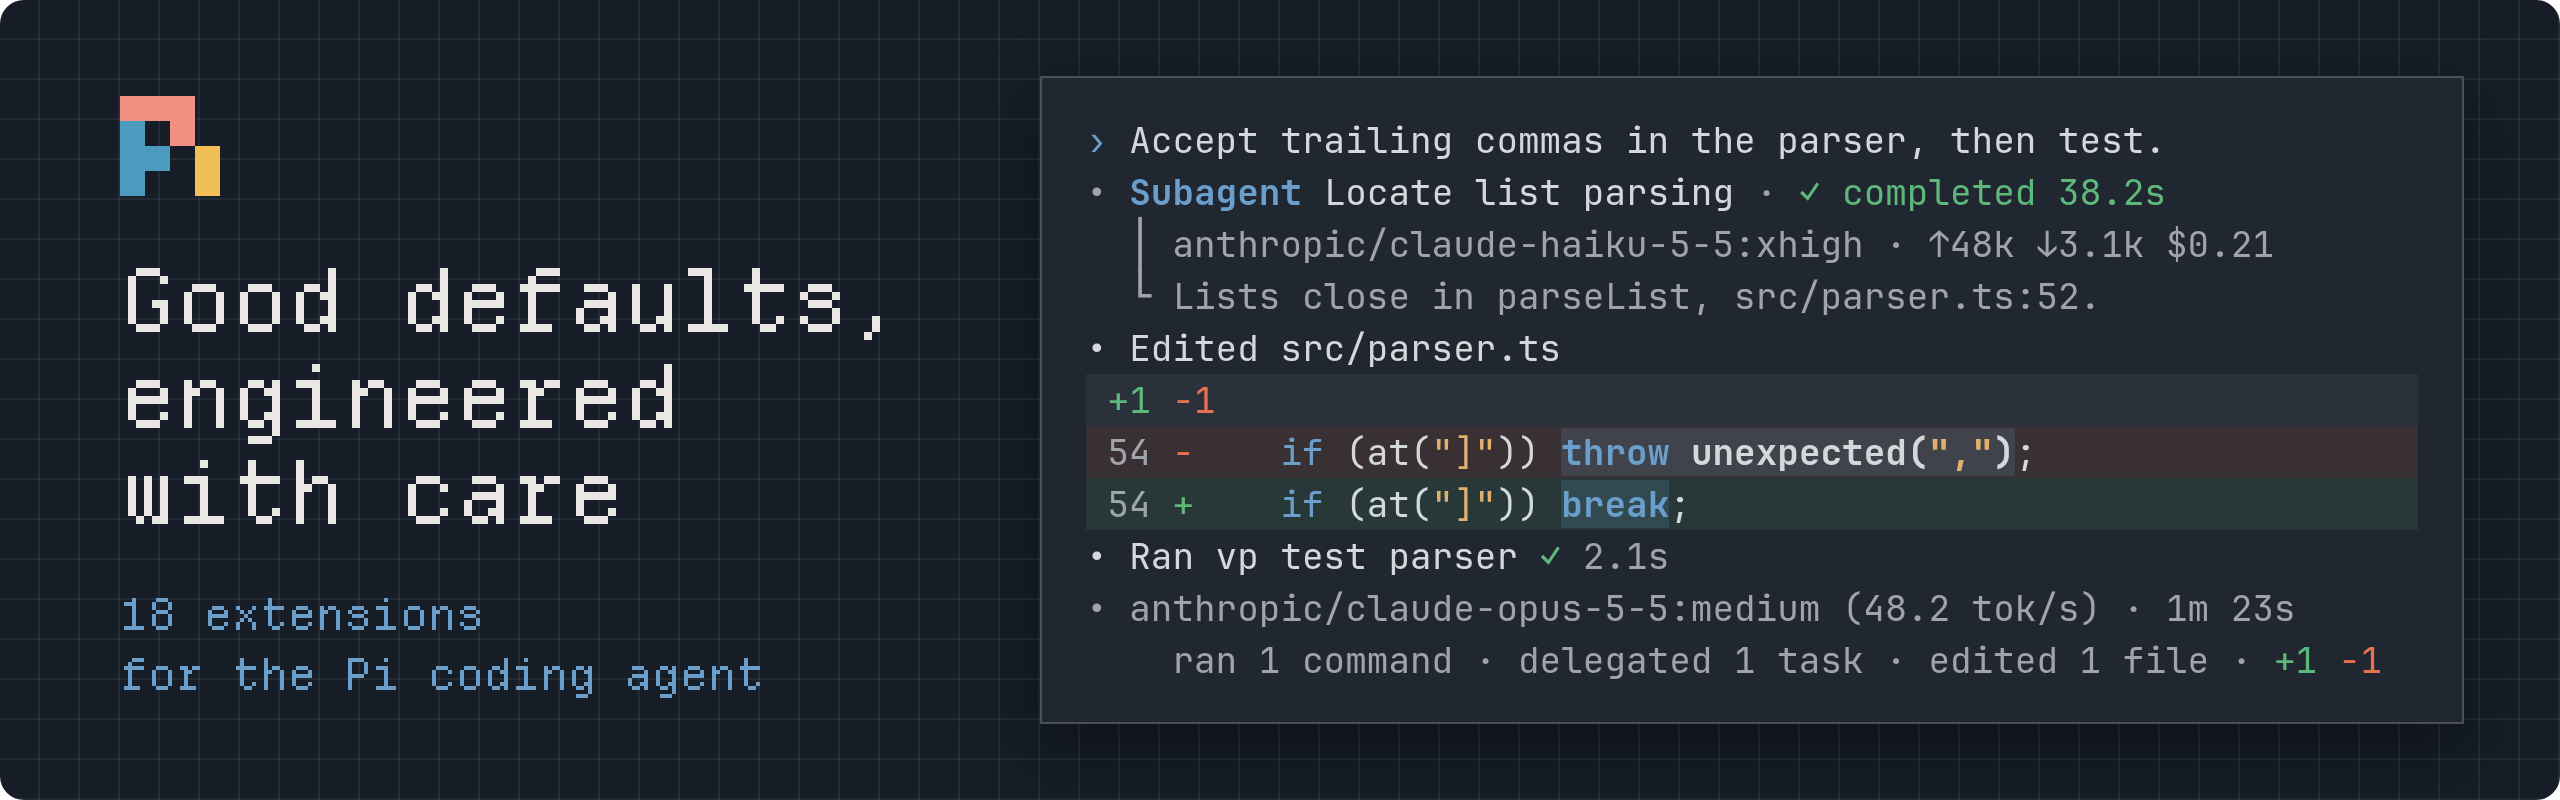 Good defaults,
engineered
with care
18 extensions
for the Pi coding agent
› Accept trailing commas in the parser, then test.
• Subagent Locate list parsing · ✓ completed 38.2s
│ anthropic/claude-haiku-5-5:xhigh · ↑48k ↓3.1k $0.21
└ Lists close in parseList, src/parser.ts:52.
• Edited src/parser.ts
+1 -1
54 -    if (at("]")) throw unexpected(",");
54 +    if (at("]")) break;
• Ran vp test parser ✓ 2.1s
• anthropic/claude-opus-5-5:medium (48.2 tok/s) · 1m 23s
ran 1 command · delegated 1 task · edited 1 file · +1 -1